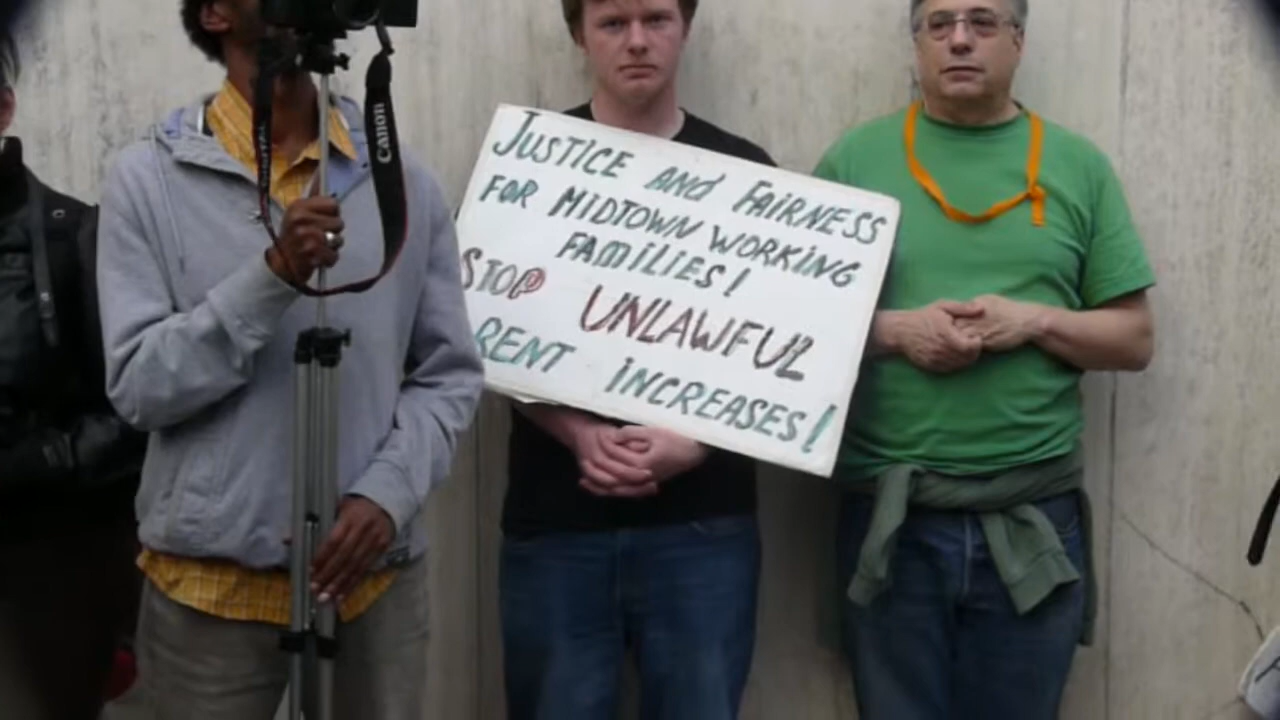 Canon
JUSTICE AND FAIRNESS
FOR MIDTOWN WORKING
FAMILIES!
STOP UNLAWFUL
RENT INCREASES!